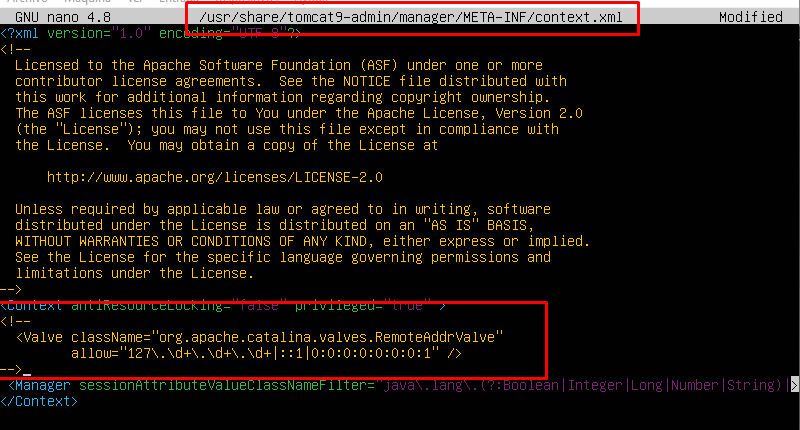 GNU nano 4.8 /usr/share/tomcat9-admin/manager/META-INF/context.xml Modified
<?xml version="1.0" encoding="UTF-8"?>
<!--
  Licensed to the Apache Software Foundation (ASF) under one or more
  contributor license agreements.  See the NOTICE file distributed with
  this work for additional information regarding copyright ownership.
  The ASF licenses this file to You under the Apache License, Version 2.0
  (the "License"); you may not use this file except in compliance with
  the License.  You may obtain a copy of the License at

      http://www.apache.org/licenses/LICENSE-2.0

  Unless required by applicable law or agreed to in writing, software
  distributed under the License is distributed on an "AS IS" BASIS,
  WITHOUT WARRANTIES OR CONDITIONS OF ANY KIND, either express or implied.
  See the License for the specific language governing permissions and
  limitations under the License.
-->
<Context antiResourceLocking="false" privileged="true" >
<!--
  <Valve className="org.apache.catalina.valves.RemoteAddrValve"
         allow="127\.\d+\.\d+\.\d+|::1|0:0:0:0:0:0:0:1" />
-->
 <Manager sessionAttributeValueClassNameFilter="java\.lang\.(?:Boolean|Integer|Long|Number|String)|>
</Context>